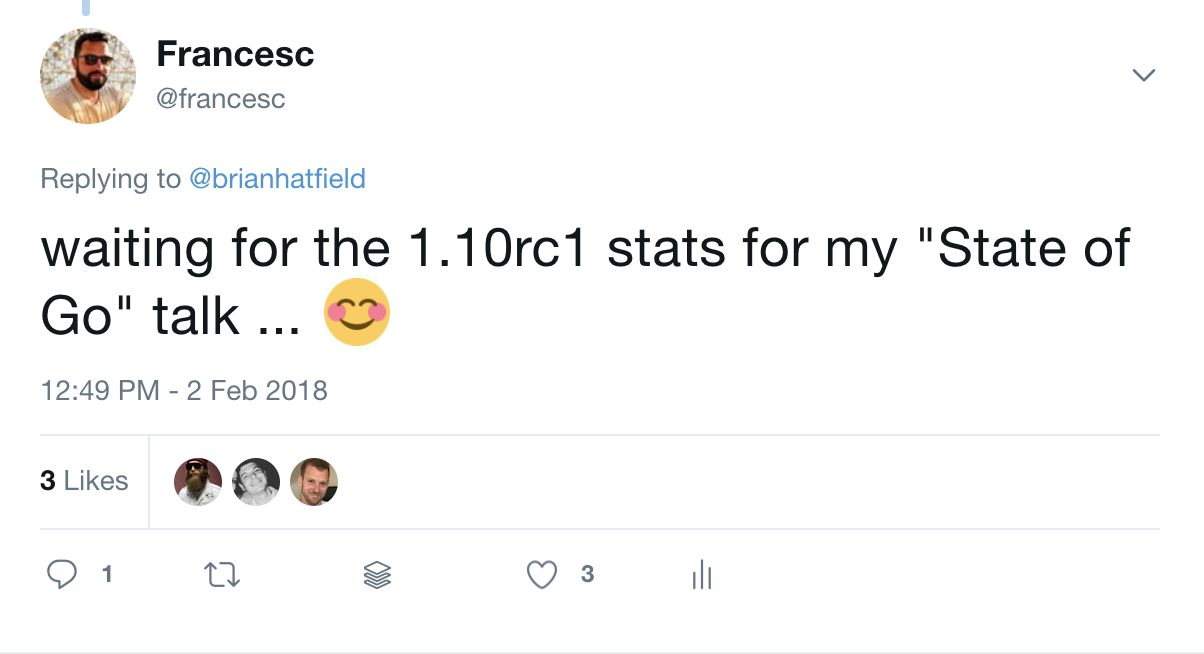 Francesc
@francesc
Replying to @brianhatfield
waiting for the 1.10rc1 stats for my "State of
Go" talk ... 😊
12:49 PM - 2 Feb 2018
3 Likes
1
3